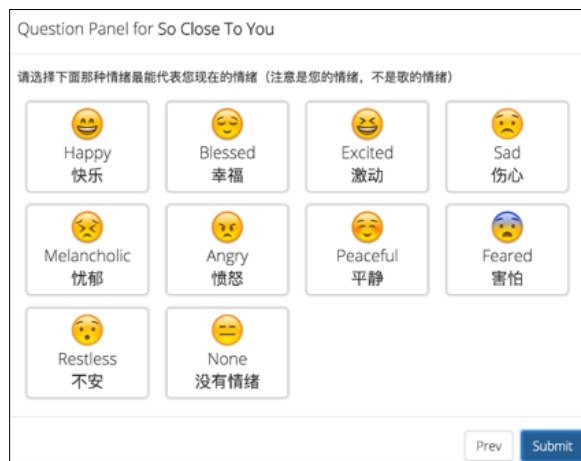 Question Panel for So Close To You
请选择下面那种情绪最能代表您现在的情绪（注意是您的情绪，不是歌的情绪）
Happy
快乐
Blessed
幸福
Excited
激动
Sad
伤心
Melancholic
忧郁
Angry
愤怒
Peaceful
平静
Feared
害怕
Restless
不安
None
没有情绪
Prev
Submit